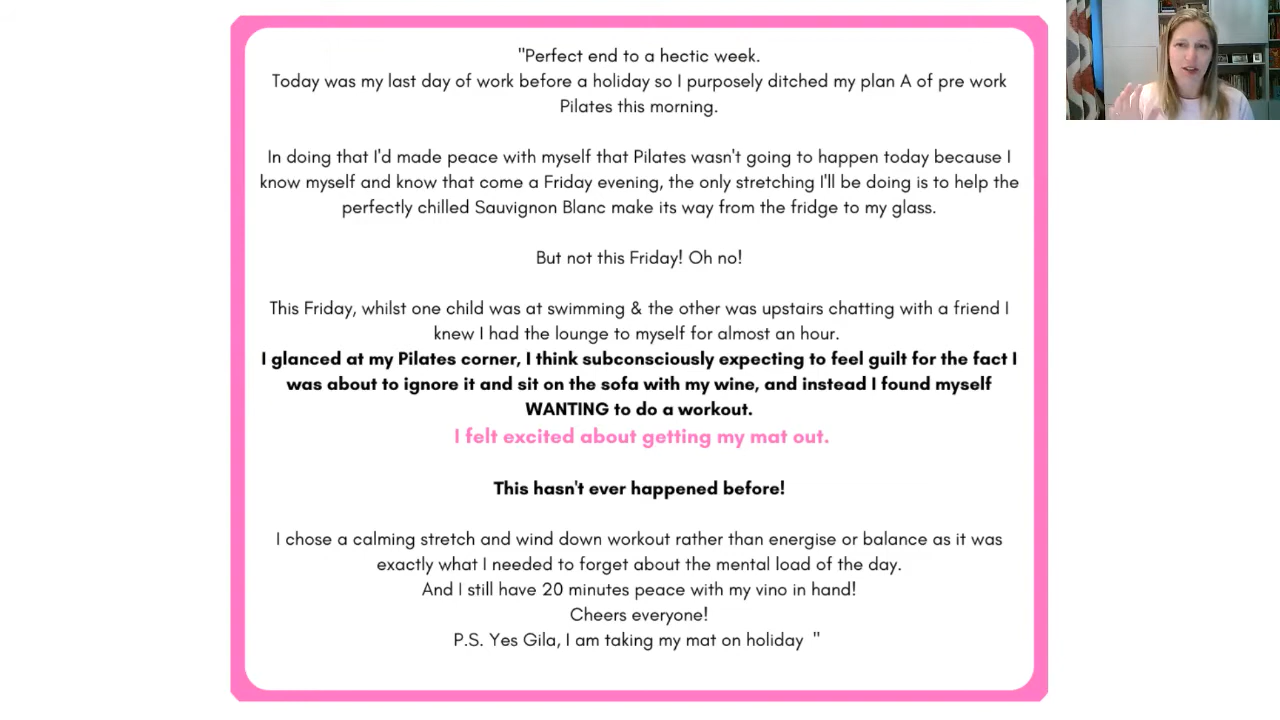 "Perfect end to a hectic week.
Today was my last day of work before a holiday so I purposely ditched my plan A of pre work
Pilates this morning.
In doing that I'd made peace with myself that Pilates wasn't going to happen today because I
know myself and know that come a Friday evening, the only stretching I'll be doing is to help the
perfectly chilled Sauvignon Blanc make its way from the fridge to my glass.
But not this Friday! Oh no!
This Friday, whilst one child was at swimming & the other was upstairs chatting with a friend I
knew I had the lounge to myself for almost an hour.
I glanced at my Pilates corner, I think subconsciously expecting to feel guilt for the fact I
was about to ignore it and sit on the sofa with my wine, and instead I found myself
WANTING to do a workout.
I felt excited about getting my mat out.
This hasn't ever happened before!
I chose a calming stretch and wind down workout rather than energise or balance as it was
exactly what I needed to forget about the mental load of the day.
And I still have 20 minutes peace with my vino in hand!
Cheers everyone!
P.S. Yes Gila, I am taking my mat on holiday "